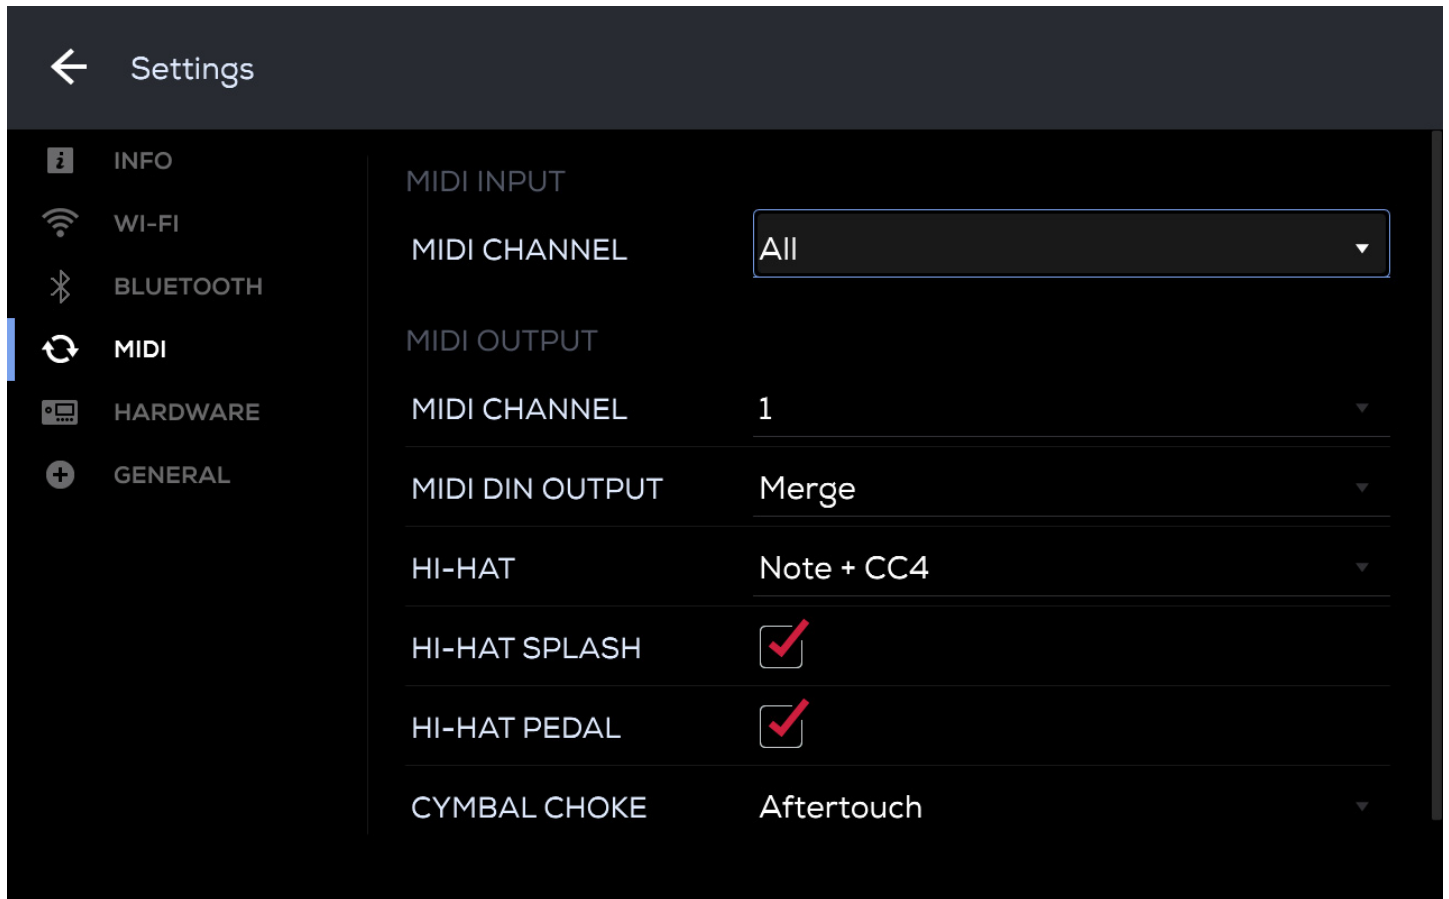 Settings
INFO
WI-FI
BLUETOOTH
MIDI
HARDWARE
GENERAL
MIDI INPUT
MIDI CHANNEL All
MIDI OUTPUT
MIDI CHANNEL 1
MIDI DIN OUTPUT Merge
HI-HAT Note + CC4
HI-HAT SPLASH
HI-HAT PEDAL
CYMBAL CHOKE Aftertouch